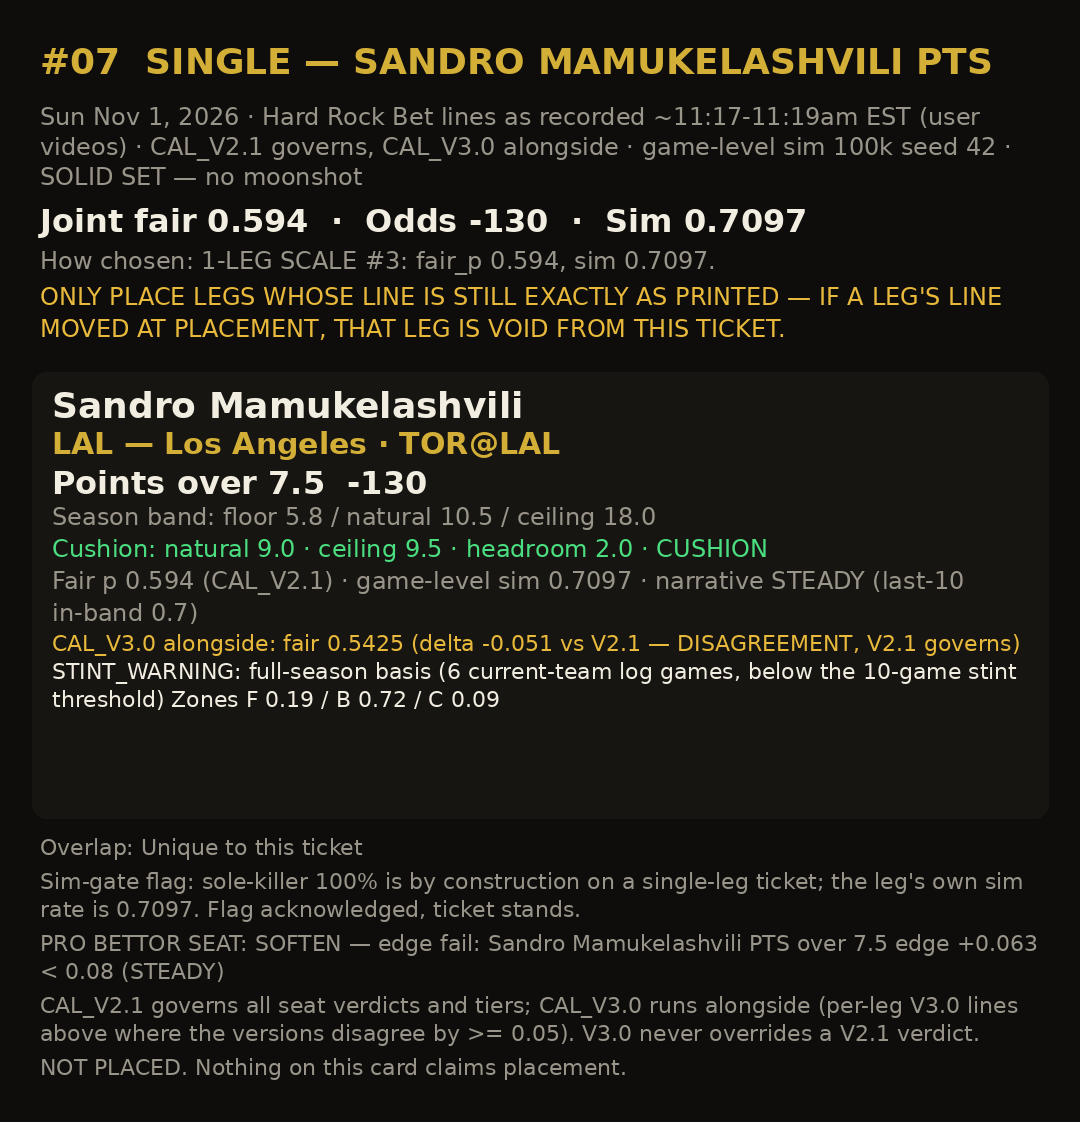 #07 SINGLE — SANDRO MAMUKELASHVILI PTS
Sun Nov 1, 2026 · Hard Rock Bet lines as recorded ~11:17-11:19am EST (user
videos) · CAL_V2.1 governs, CAL_V3.0 alongside · game-level sim 100k seed 42 ·
SOLID SET — no moonshot
Joint fair 0.594 · Odds -130 · Sim 0.7097
How chosen: 1-LEG SCALE #3: fair_p 0.594, sim 0.7097.
ONLY PLACE LEGS WHOSE LINE IS STILL EXACTLY AS PRINTED — IF A LEG'S LINE
MOVED AT PLACEMENT, THAT LEG IS VOID FROM THIS TICKET.
Sandro Mamukelashvili
LAL — Los Angeles · TOR@LAL
Points over 7.5 -130
Season band: floor 5.8 / natural 10.5 / ceiling 18.0
Cushion: natural 9.0 · ceiling 9.5 · headroom 2.0 · CUSHION
Fair p 0.594 (CAL_V2.1) · game-level sim 0.7097 · narrative STEADY (last-10
in-band 0.7)
CAL_V3.0 alongside: fair 0.5425 (delta -0.051 vs V2.1 — DISAGREEMENT, V2.1 governs)
STINT_WARNING: full-season basis (6 current-team log games, below the 10-game stint
threshold) Zones F 0.19 / B 0.72 / C 0.09
Overlap: Unique to this ticket
Sim-gate flag: sole-killer 100% is by construction on a single-leg ticket; the leg's own sim
rate is 0.7097. Flag acknowledged, ticket stands.
PRO BETTOR SEAT: SOFTEN — edge fail: Sandro Mamukelashvili PTS over 7.5 edge +0.063
< 0.08 (STEADY)
CAL_V2.1 governs all seat verdicts and tiers; CAL_V3.0 runs alongside (per-leg V3.0 lines
above where the versions disagree by >= 0.05). V3.0 never overrides a V2.1 verdict.
NOT PLACED. Nothing on this card claims placement.